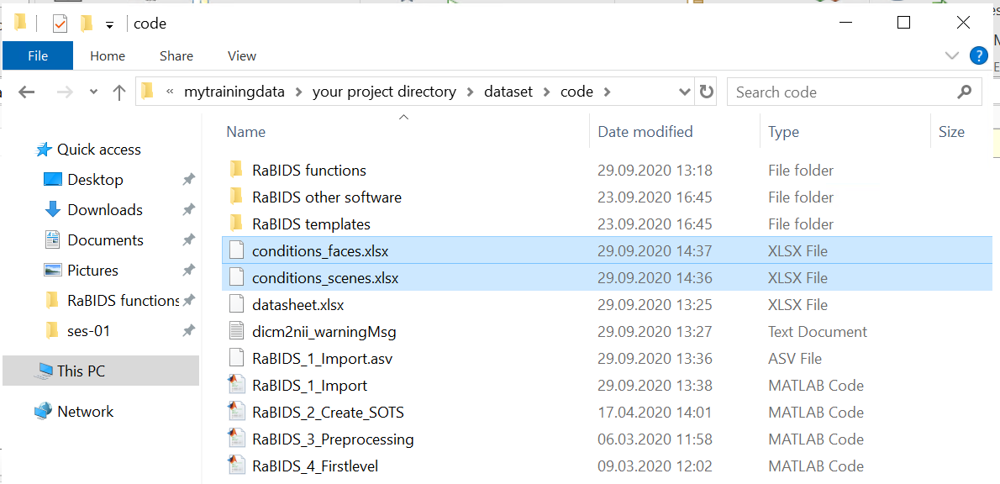 code
File Home Share View
« mytrainingdata > your project directory > dataset > code > Search code
Name Date modified Type Size
Quick access
Desktop
Downloads
Documents
Pictures
RaBIDS functions
ses-01
This PC
Network
RaBIDS functions 29.09.2020 13:18 File folder
RaBIDS other software 23.09.2020 16:45 File folder
RaBIDS templates 23.09.2020 16:45 File folder
conditions_faces.xlsx 29.09.2020 14:37 XLSX File
conditions_scenes.xlsx 29.09.2020 14:36 XLSX File
datasheet.xlsx 29.09.2020 13:25 XLSX File
dicm2nii_warningMsg 29.09.2020 13:27 Text Document
RaBIDS_1_Import.asv 29.09.2020 13:36 ASV File
RaBIDS_1_Import 29.09.2020 13:38 MATLAB Code
RaBIDS_2_Create_SOTS 17.04.2020 14:01 MATLAB Code
RaBIDS_3_Preprocessing 06.03.2020 11:58 MATLAB Code
RaBIDS_4_Firstlevel 09.03.2020 12:02 MATLAB Code